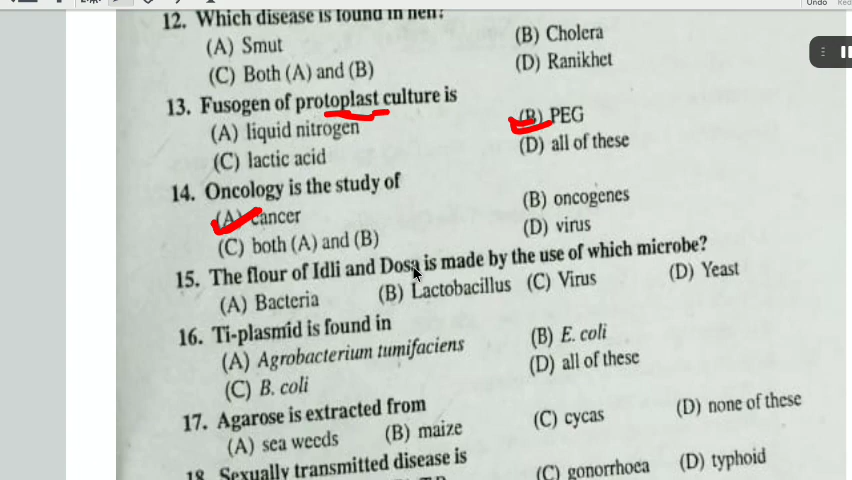 Undo
12. Which disease is found in hen?
(A) Smut (B) Cholera
(C) Both (A) and (B) (D) Ranikhet
13. Fusogen of protoplast culture is
(A) liquid nitrogen (B) PEG
(C) lactic acid (D) all of these
14. Oncology is the study of
(A) cancer (B) oncogenes
(C) both (A) and (B) (D) virus
15. The flour of Idli and Dosa is made by the use of which microbe?
(A) Bacteria (B) Lactobacillus (C) Virus (D) Yeast
16. Ti-plasmid is found in
(A) Agrobacterium tumifaciens (B) E. coli
(C) B. coli (D) all of these
17. Agarose is extracted from
(A) sea weeds (B) maize (C) cycas (D) none of these
18. Sexually transmitted disease is
(C) gonorrhoea (D) typhoid